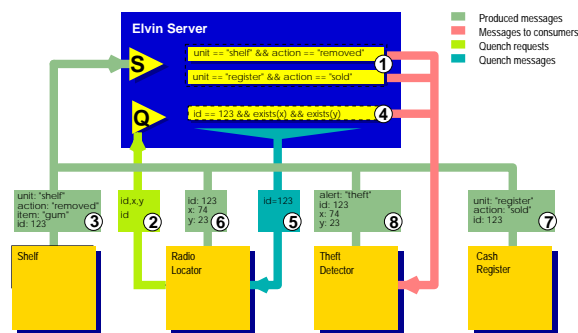 Elvin Server
Produced messages
Messages to consumers
Quench requests
Quench messages
S
unit == "shelf" && action == "removed"
1
unit == "register" && action == "sold"
Q
id == 123 && exists(x) && exists(y)
4
unit: "shelf"
action: "removed"
item: "gum"
id: 123
3
id,x,y
id
2
id: 123
x: 74
y: 23
6
id=123
5
alert: "theft"
id: 123
x: 74
y: 23
8
unit: "register"
action: "sold"
id: 123
7
Shelf
Radio
Locator
Theft
Detector
Cash
Register